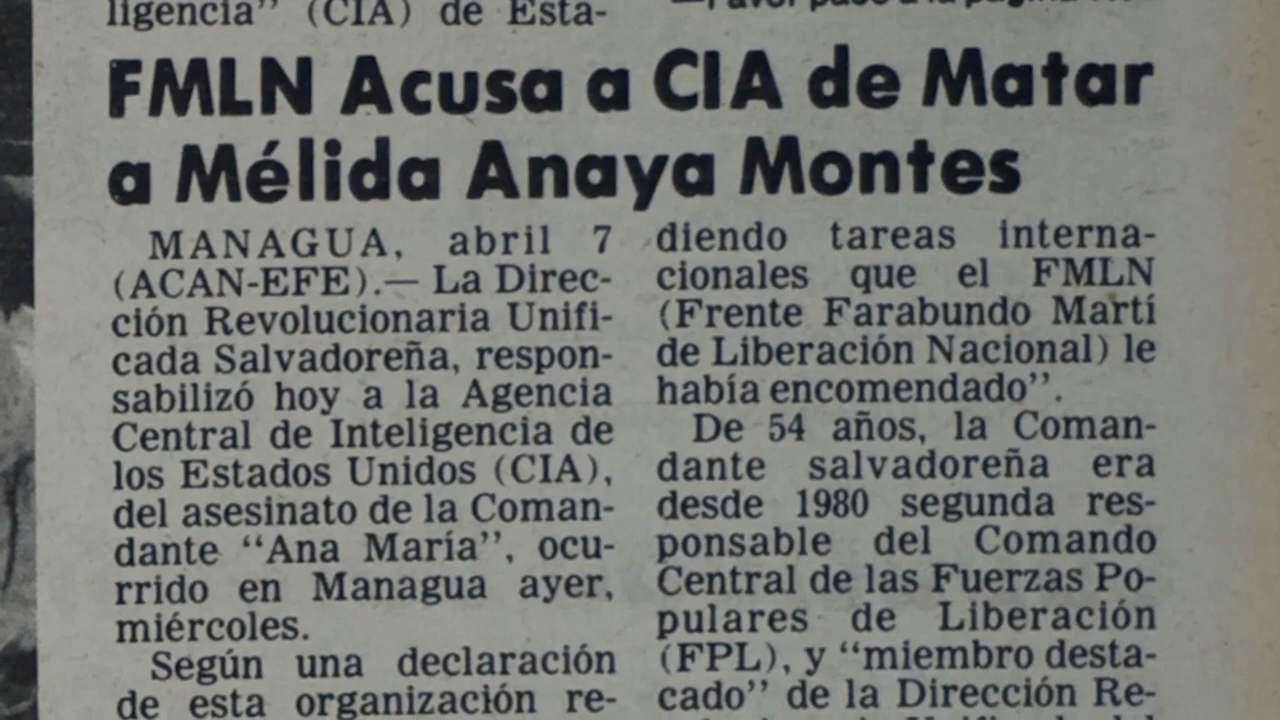 ligencia" (CIA) de Esta-
FMLN Acusa a CIA de Matar
a Mélida Anaya Montes
MANAGUA, abril 7
(ACAN-EFE).— La Direc-
ción Revolucionaria Unifi-
cada Salvadoreña, respon-
sabilizó hoy a la Agencia
Central de Inteligencia de
los Estados Unidos (CIA),
del asesinato de la Coman-
dante "Ana María", ocu-
rrido en Managua ayer,
miércoles.
Según una declaración
de esta organización re-
diendo tareas interna-
cionales que el FMLN
(Frente Farabundo Martí
de Liberación Nacional) le
había encomendado".
De 54 años, la Coman-
dante salvadoreña era
desde 1980 segunda res-
ponsable del Comando
Central de las Fuerzas Po-
pulares de Liberación
(FPL), y "miembro desta-
cado" de la Dirección Re-